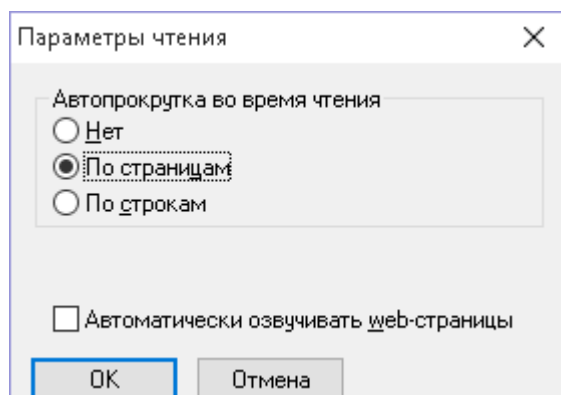 Параметры чтения
Автопрокрутка во время чтения
Нет
По страницам
По строкам
Автоматически озвучивать web-страницы
OK Отмена